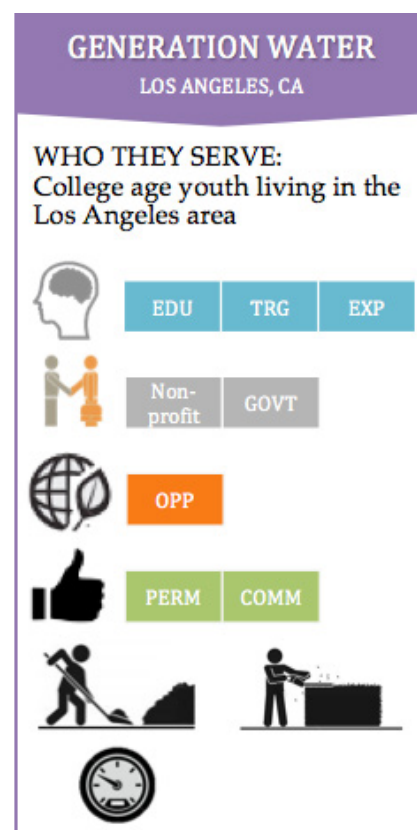 GENERATION WATER
LOS ANGELES, CA
WHO THEY SERVE:
College age youth living in the
Los Angeles area
EDU TRG EXP
Non-
profit GOVT
OPP
PERM COMM